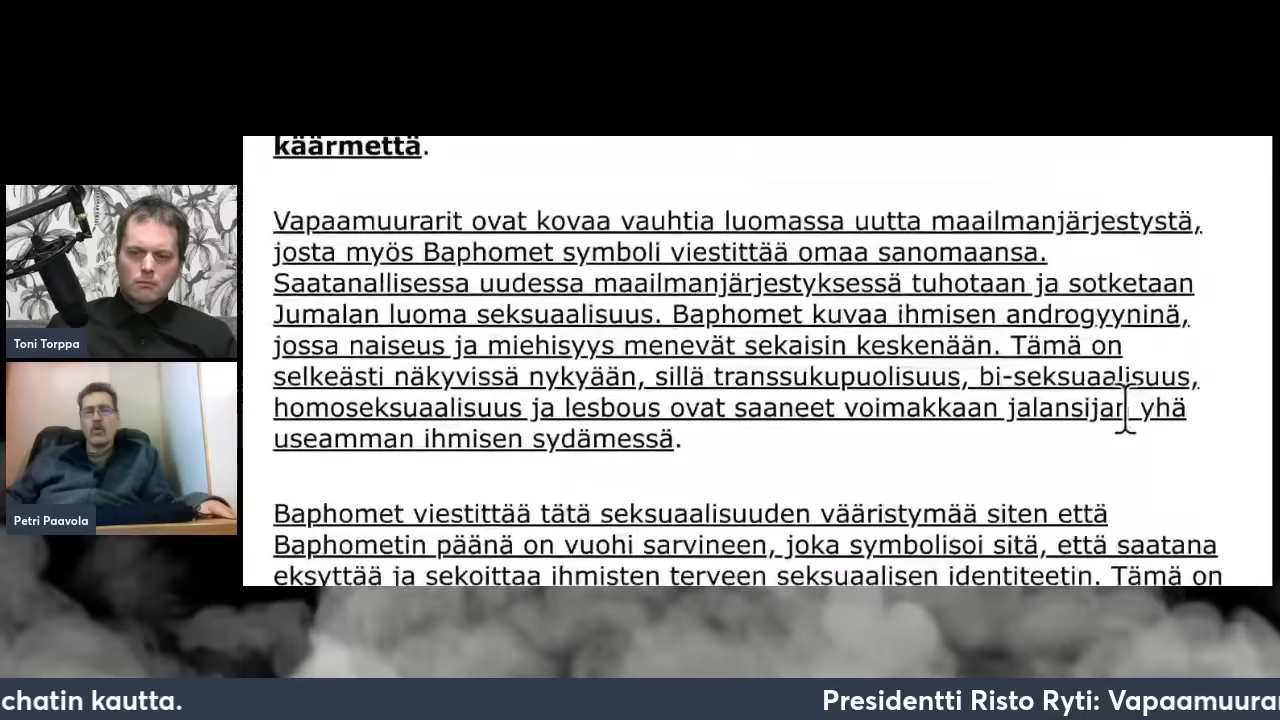 käärmettä.
Vapaamuurarit ovat kovaa vauhtia luomassa uutta maailmanjärjestystä,
josta myös Baphomet symboli viestittää omaa sanomaansa.
Saatanallisessa uudessa maailmanjärjestyksessä tuhotaan ja sotketaan
Jumalan luoma seksuaalisuus. Baphomet kuvaa ihmisen androgyyninä,
jossa naiseus ja miehisyys menevät sekaisin keskenään. Tämä on
selkeästi näkyvissä nykyään, sillä transsukupuolisuus, bi-seksuaalisuus,
homoseksuaalisuus ja lesbous ovat saaneet voimakkaan jalansijan yhä
useamman ihmisen sydämessä.
Baphomet viestittää tätä seksuaalisuuden vääristymää siten että
Baphometin päänä on vuohi sarvineen, joka symbolisoi sitä, että saatana
eksyttää ja sekoittaa ihmisten terveen seksuaalisen identiteetin. Tämä on
Toni Torppa
Petri Paavola
chatin kautta.
Presidentti Risto Ryti: Vapaamuura